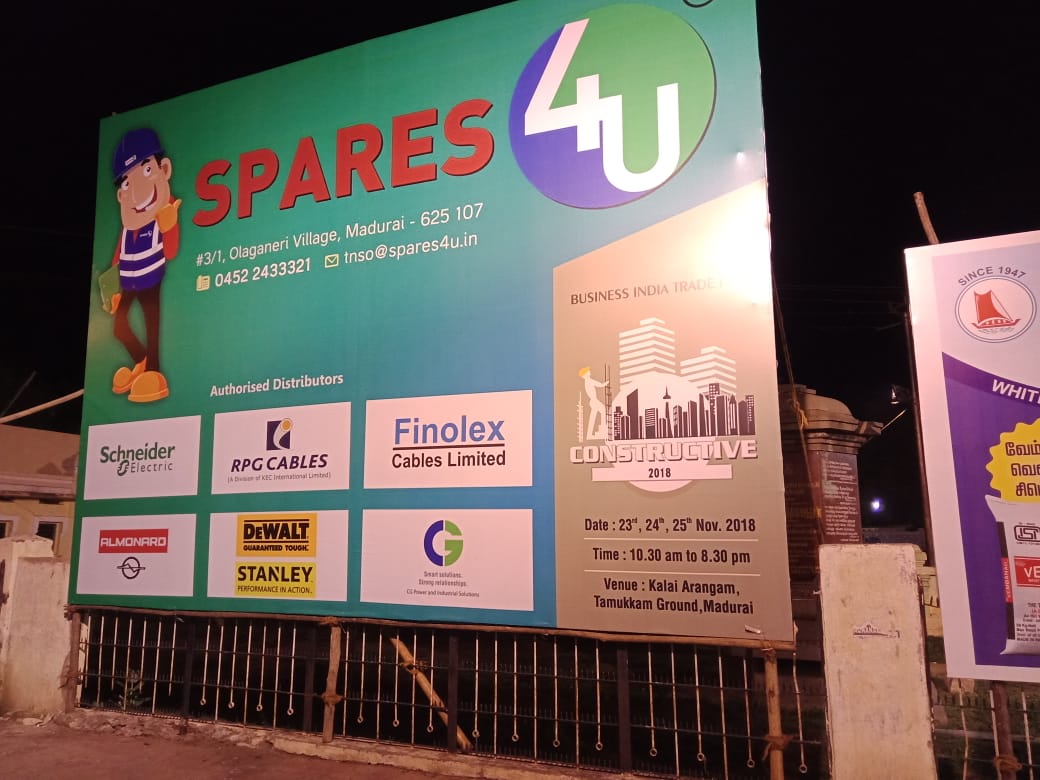 SPARES
4U
#3/1, Olaganeri Village, Madurai - 625 107
0452 2433321 tnso@spares4u.in
Authorised Distributors
Schneider
Electric
RPG CABLES
(A Division of KEC International Limited)
Finolex
Cables Limited
ALMONARD
DEWALT
GUARANTEED TOUGH.
STANLEY
PERFORMANCE IN ACTION.
CG
Smart solutions.
Strong relationships.
CG Power and Industrial Solutions
BUSINESS INDIA TRADE
CONSTRUCTIVE
2018
Date : 23rd, 24th, 25th Nov. 2018
Time : 10.30 am to 8.30 pm
Venue : Kalai Arangam,
Tamukkam Ground,Madurai
SINCE 1947